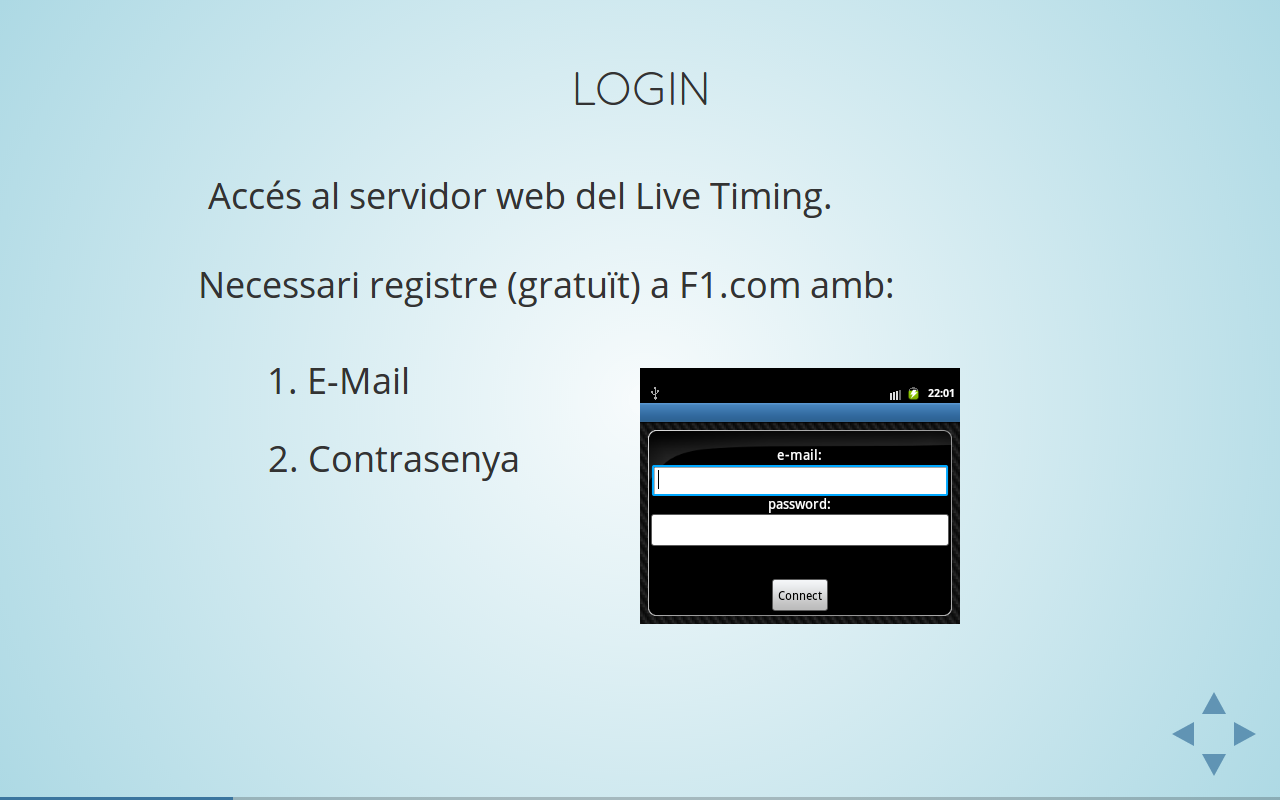 LOGIN
Accés al servidor web del Live Timing.
Necessari registre (gratuït) a F1.com amb:
1. E-Mail
2. Contrasenya
22:01
e-mail:
password:
Connect